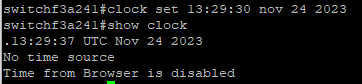 switchf3a241#clock set 13:29:30 nov 24 2023
switchf3a241#show clock
.13:29:37 UTC Nov 24 2023
No time source
Time from Browser is disabled